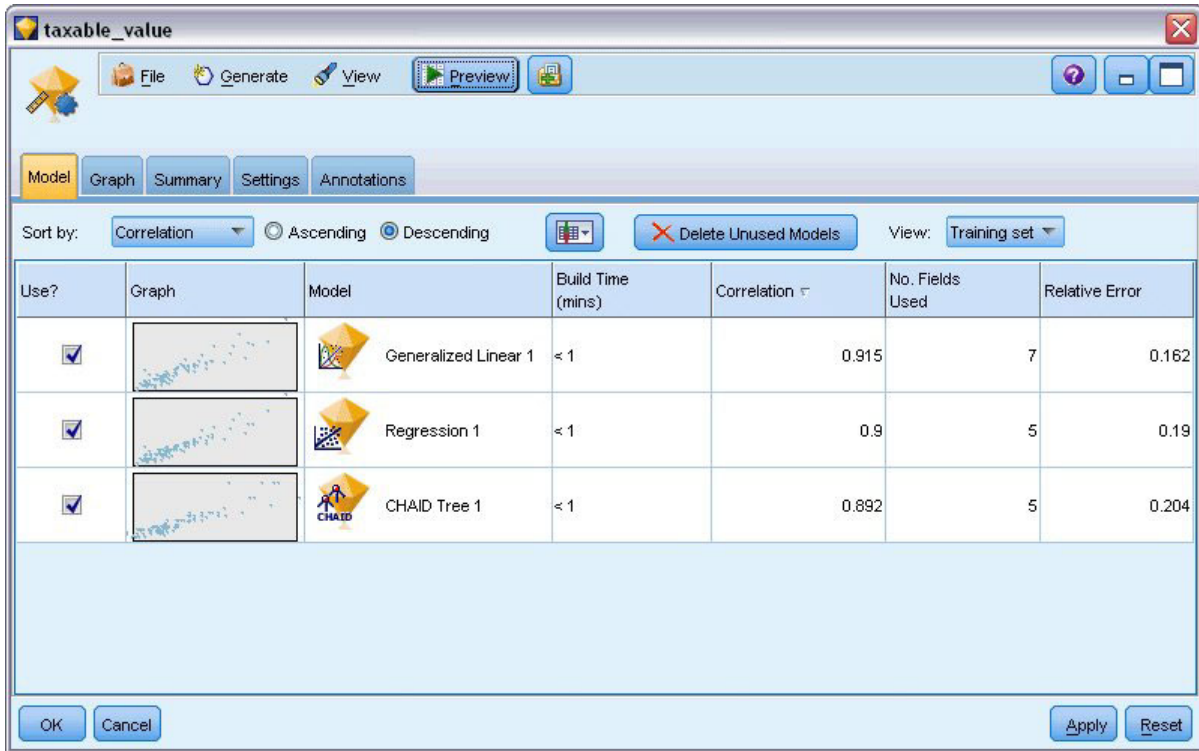 taxable_value
File Generate View Preview
Model Graph Summary Settings Annotations
Sort by: Correlation Ascending Descending Delete Unused Models View: Training set
Use? Graph Model Build Time (mins) Correlation No. Fields Used Relative Error
Generalized Linear 1 < 1 0.915 7 0.162
Regression 1 < 1 0.9 5 0.19
CHAID CHAID Tree 1 < 1 0.892 5 0.204
OK Cancel Apply Reset